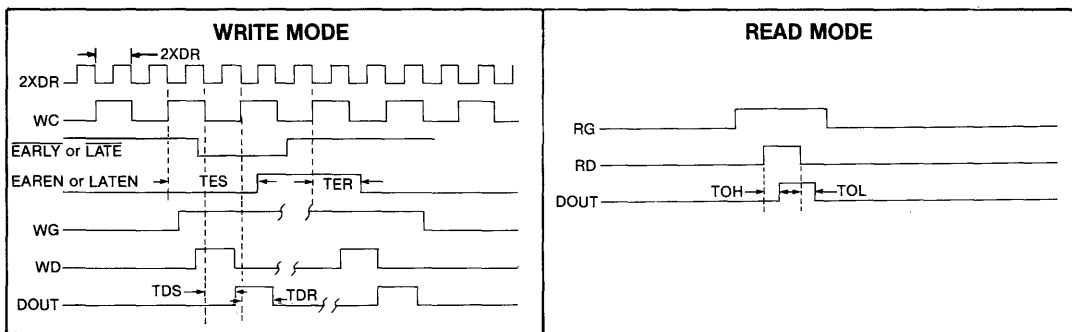 WRITE MODE
2XDR
2XDR
WC
EARLY or LATE
EAREN or LATEN
TES
TER
WG
WD
TDS
TDR
DOUT
READ MODE
RG
RD
TOH
TOL
DOUT